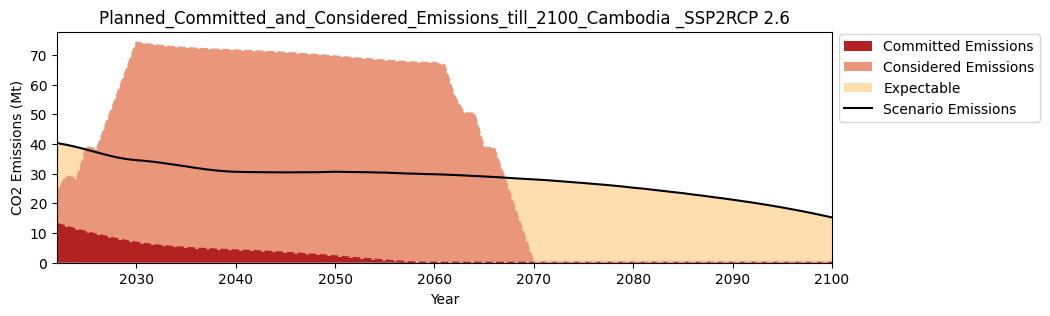 Planned_Committed_and_Considered_Emissions_till_2100_Cambodia _SSP2RCP 2.6
CO2 Emissions (Mt)
70
60
50
40
30
20
10
0
2030 2040 2050 2060 2070 2080 2090 2100
Year
Committed Emissions
Considered Emissions
Expectable
Scenario Emissions